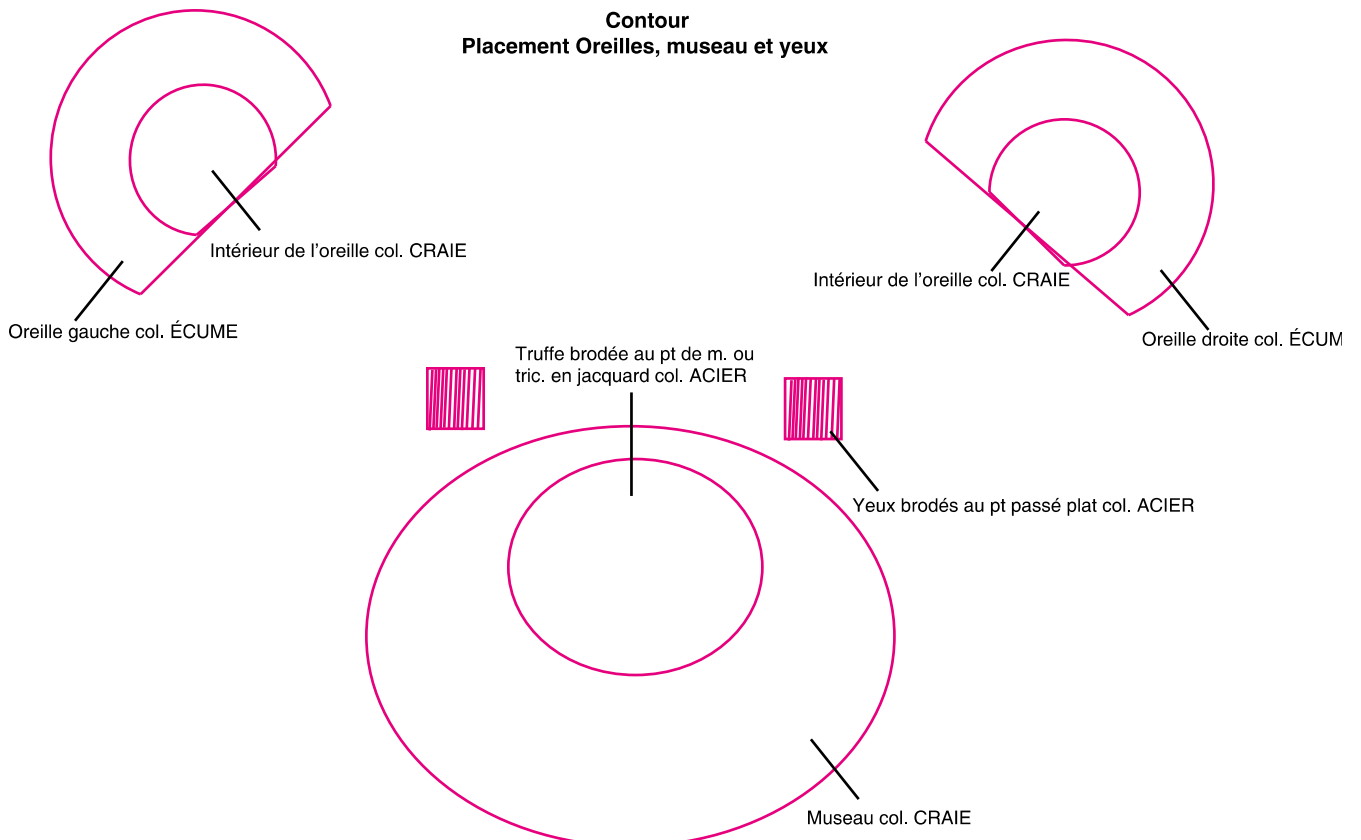 Contour
Placement Oreilles, museau et yeux
Intérieur de l'oreille col. CRAIE
Intérieur de l'oreille col. CRAIE
Oreille gauche col. ÉCUME
Oreille droite col. ÉCUM
Truffe brodée au pt de m. ou
tric. en jacquard col. ACIER
Yeux brodés au pt passé plat col. ACIER
Museau col. CRAIE